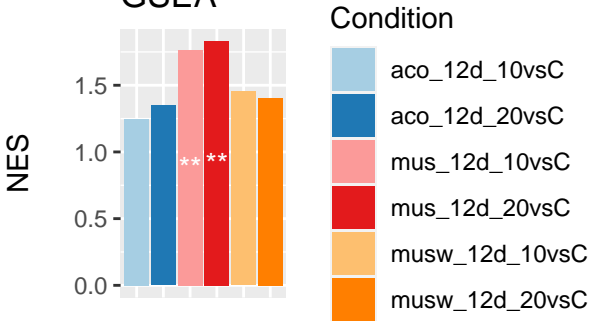 GSEA
Condition
aco_12d_10vsC
aco_12d_20vsC
mus_12d_10vsC
mus_12d_20vsC
musw_12d_10vsC
musw_12d_20vsC
NES
1.5
1.0
0.5
0.0
** **